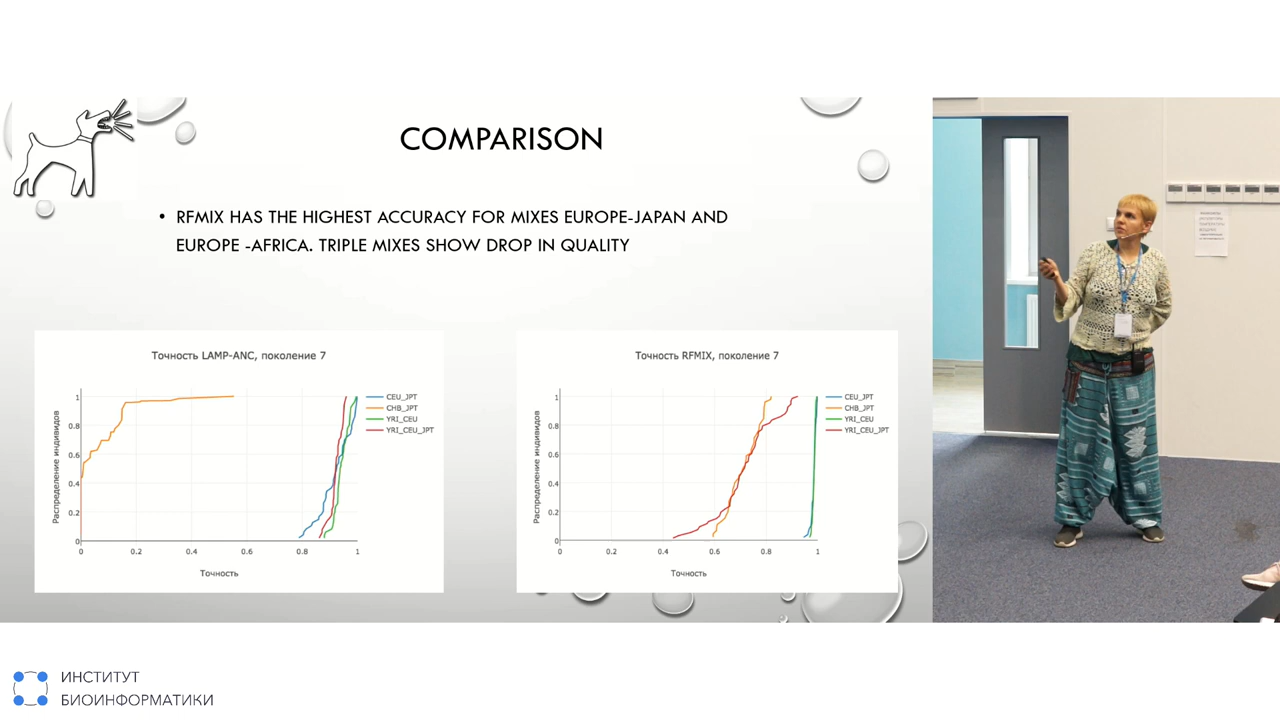 COMPARISON
• RFMIX HAS THE HIGHEST ACCURACY FOR MIXES EUROPE-JAPAN AND
EUROPE -AFRICA. TRIPLE MIXES SHOW DROP IN QUALITY
Точность LAMP-ANC, поколение 7
Распределение индивидов
1
0.8
0.6
0.4
0.2
0
0
0.2
0.4
0.6
0.8
1
Точность
CEU_JPT
CHB_JPT
YRI_CEU
YRI_CEU_JPT
Точность RFMIX, поколение 7
Распределение индивидов
1
0.8
0.6
0.4
0.2
0
0
0.2
0.4
0.6
0.8
1
Точность
CEU_JPT
CHB_JPT
YRI_CEU
YRI_CEU_JPT
ИНСТИТУТ
БИОИНФОРМАТИКИ